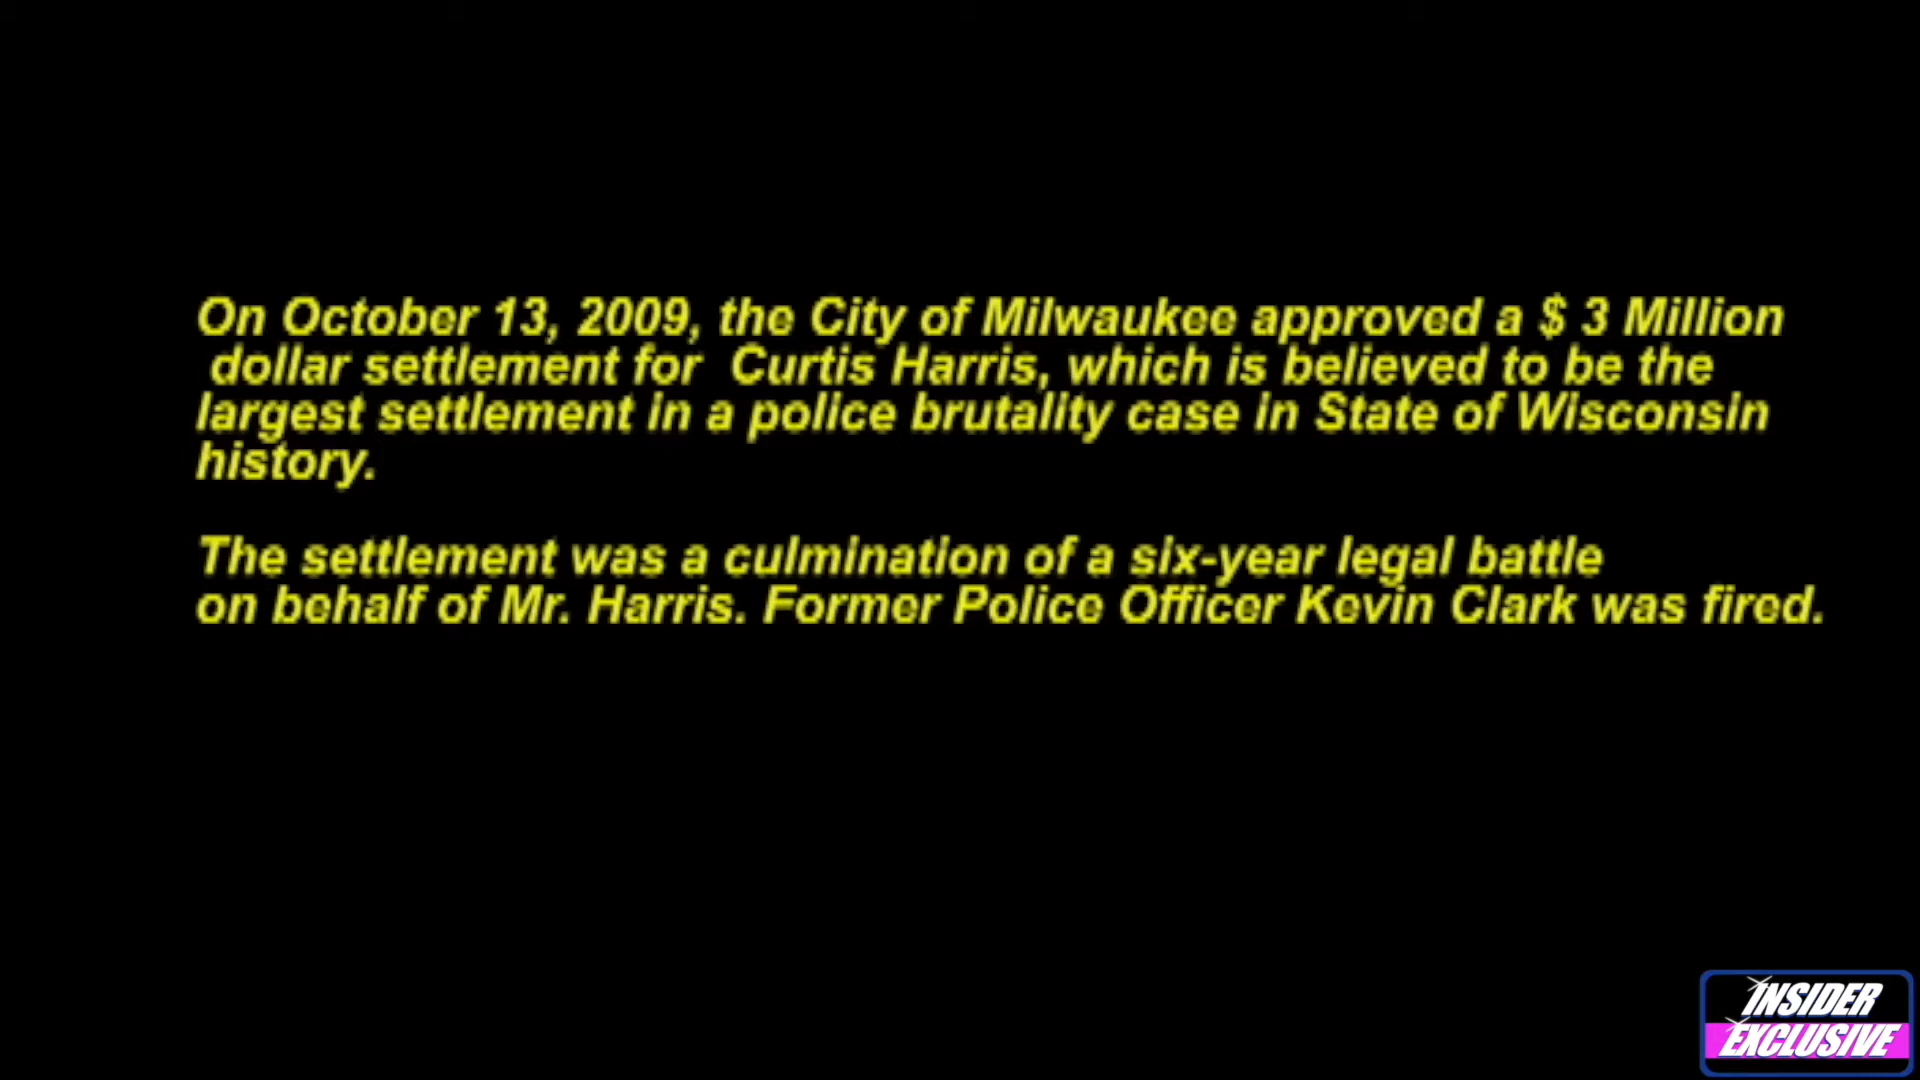 On October 13, 2009, the City of Milwaukee approved a $ 3 Million
dollar settlement for Curtis Harris, which is believed to be the
largest settlement in a police brutality case in State of Wisconsin
history.
The settlement was a culmination of a six-year legal battle
on behalf of Mr. Harris. Former Police Officer Kevin Clark was fired.
INSIDER
EXCLUSIVE